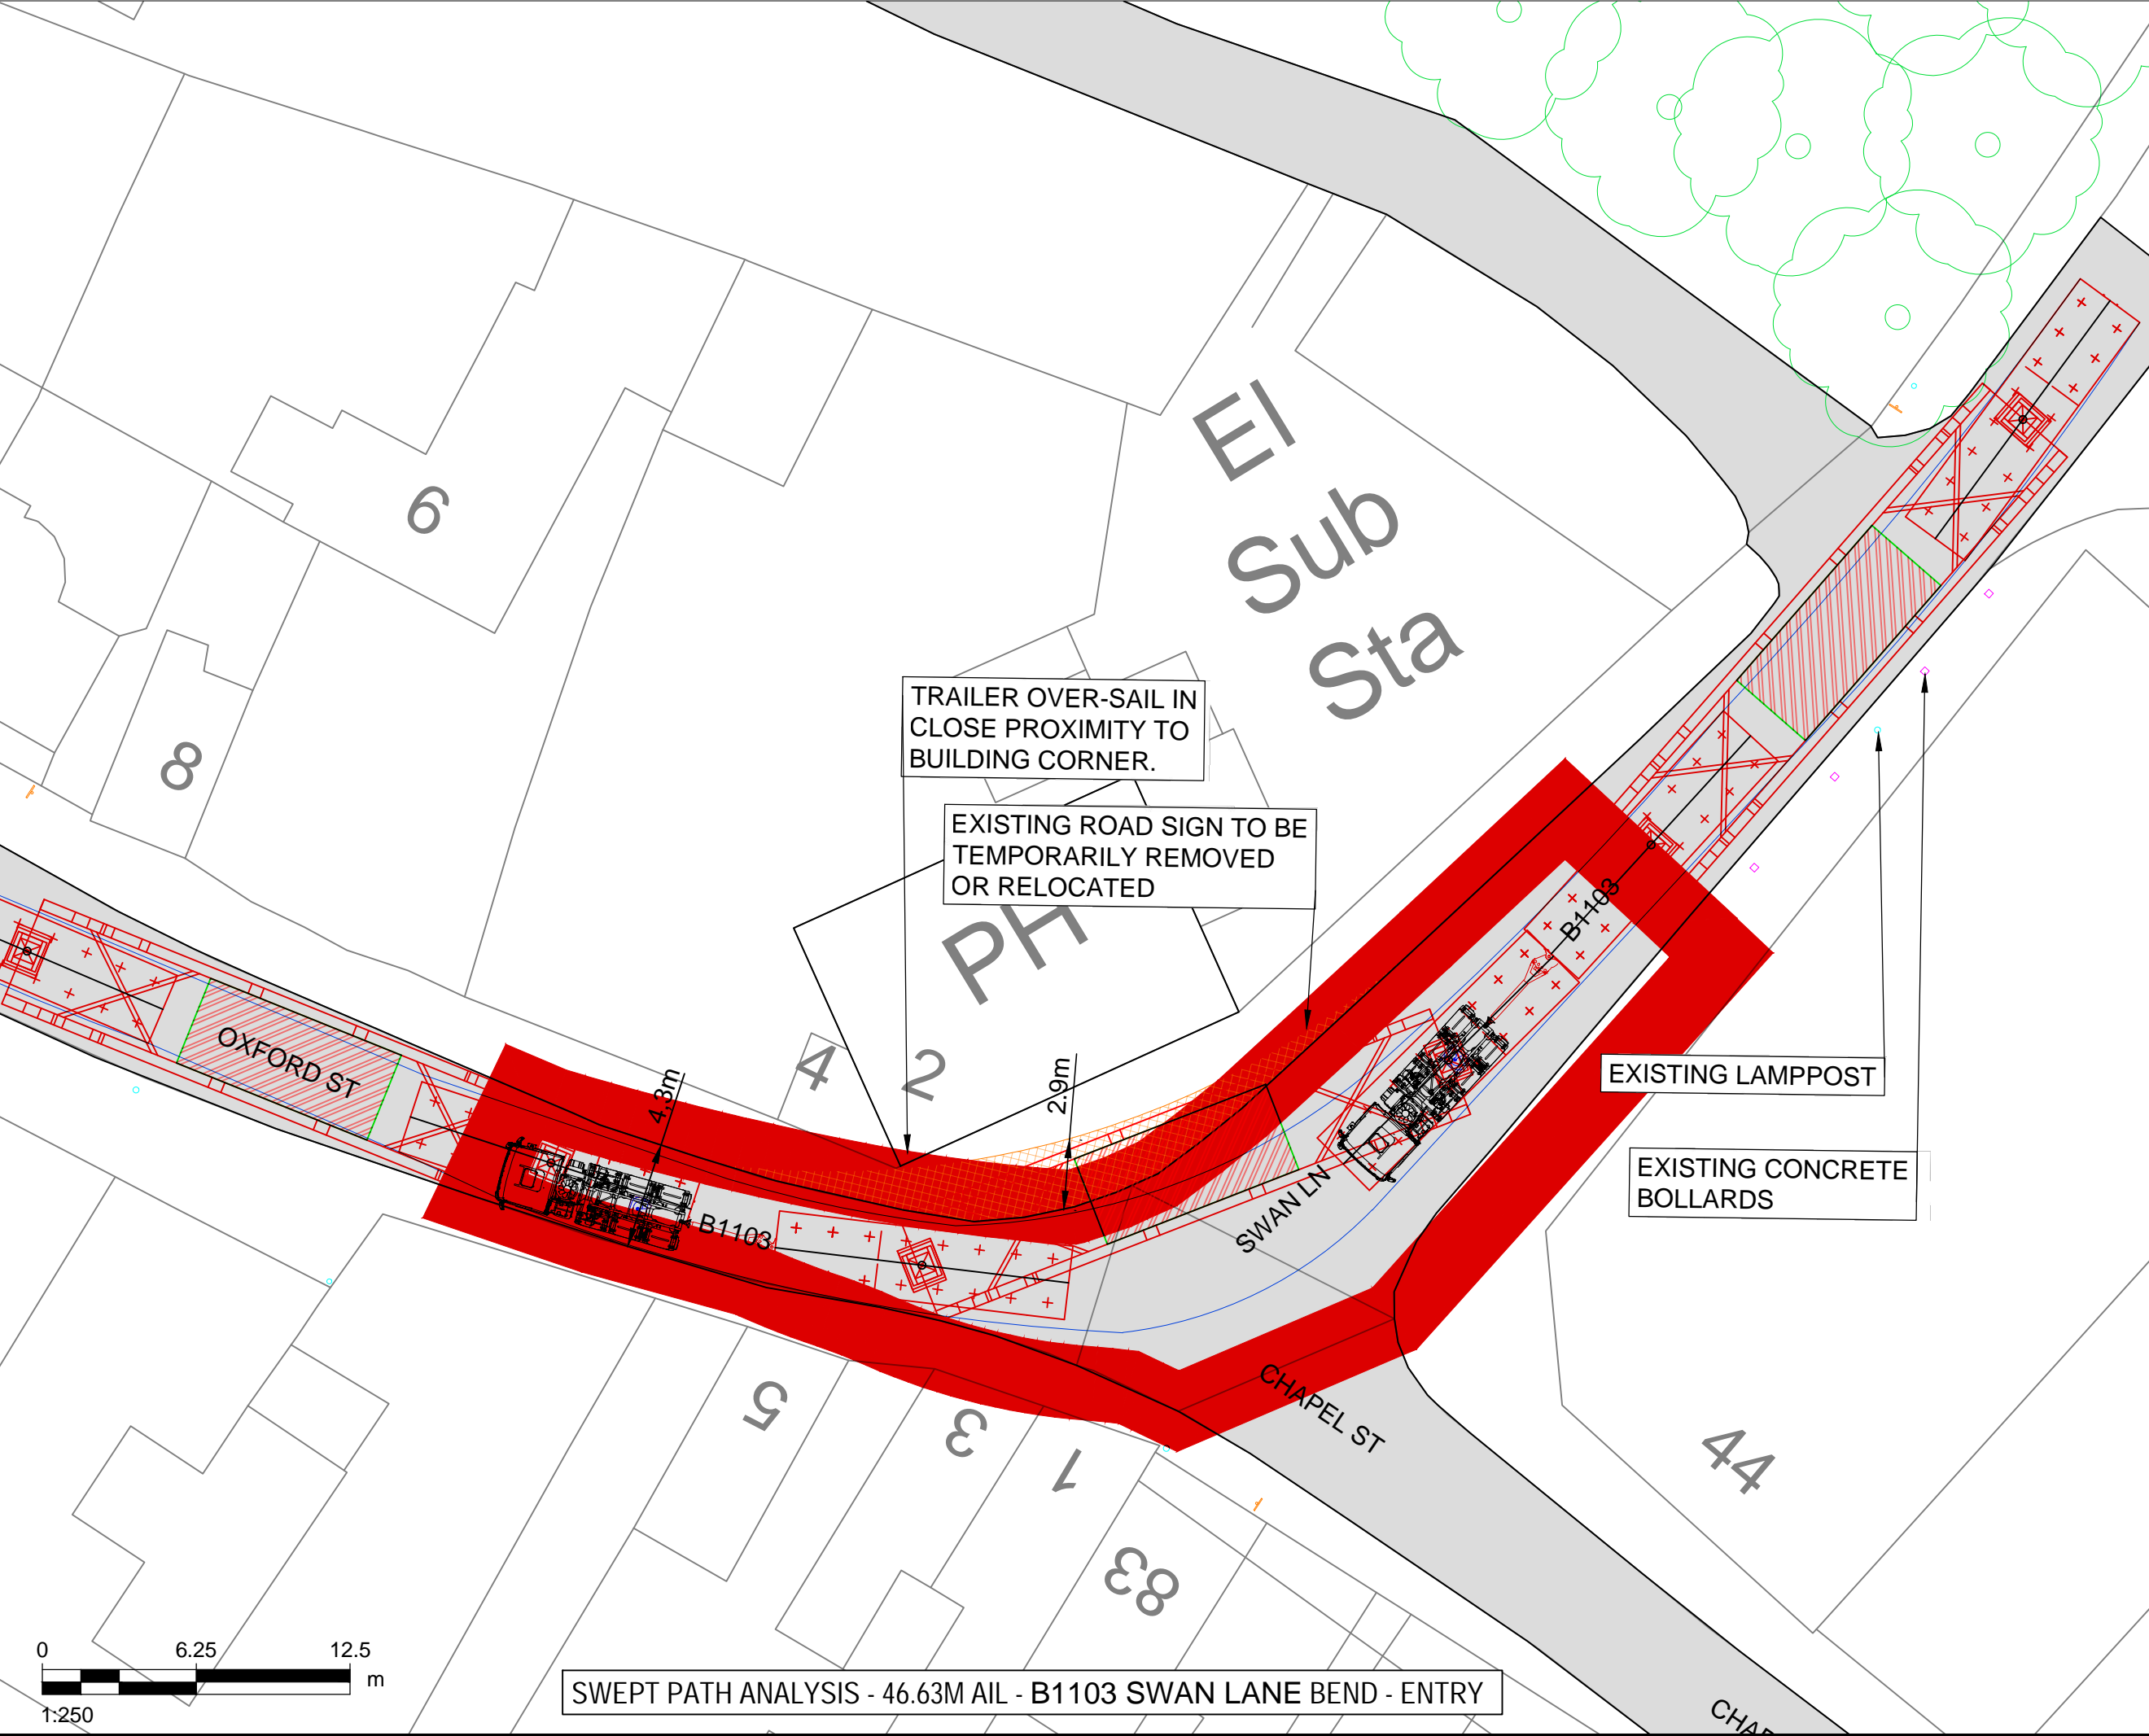 El
Sub
Sta
6
8
TRAILER OVER-SAIL IN
CLOSE PROXIMITY TO
BUILDING CORNER.
EXISTING ROAD SIGN TO BE
TEMPORARILY REMOVED
OR RELOCATED
PH
B1103
OXFORD ST
4
2
4.3m
2.9m
B1103
SWAN LN
EXISTING LAMPPOST
EXISTING CONCRETE
BOLLARDS
CHAPEL ST
5
3
1
83
44
0 6.25 12.5
m
1:250
SWEPT PATH ANALYSIS - 46.63M AIL - B1103 SWAN LANE BEND - ENTRY